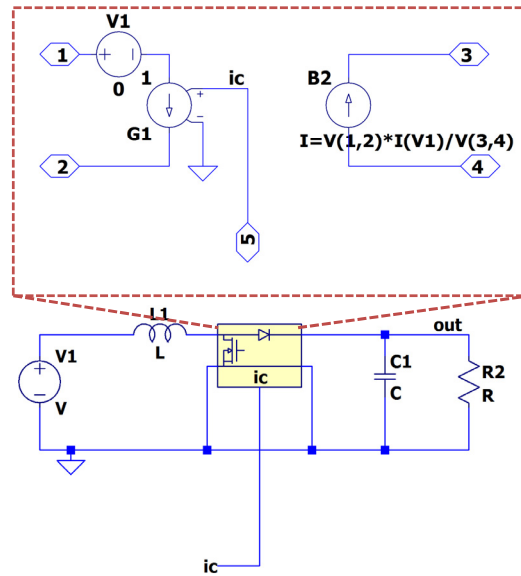 V1
1
+
−
0
1
G1
ic
+
−
2
5
B2
3
I=V(1,2)*I(V1)/V(3,4)
4
L1
L
out
V1
+
−
V
ic
C1
C
R2
R
ic